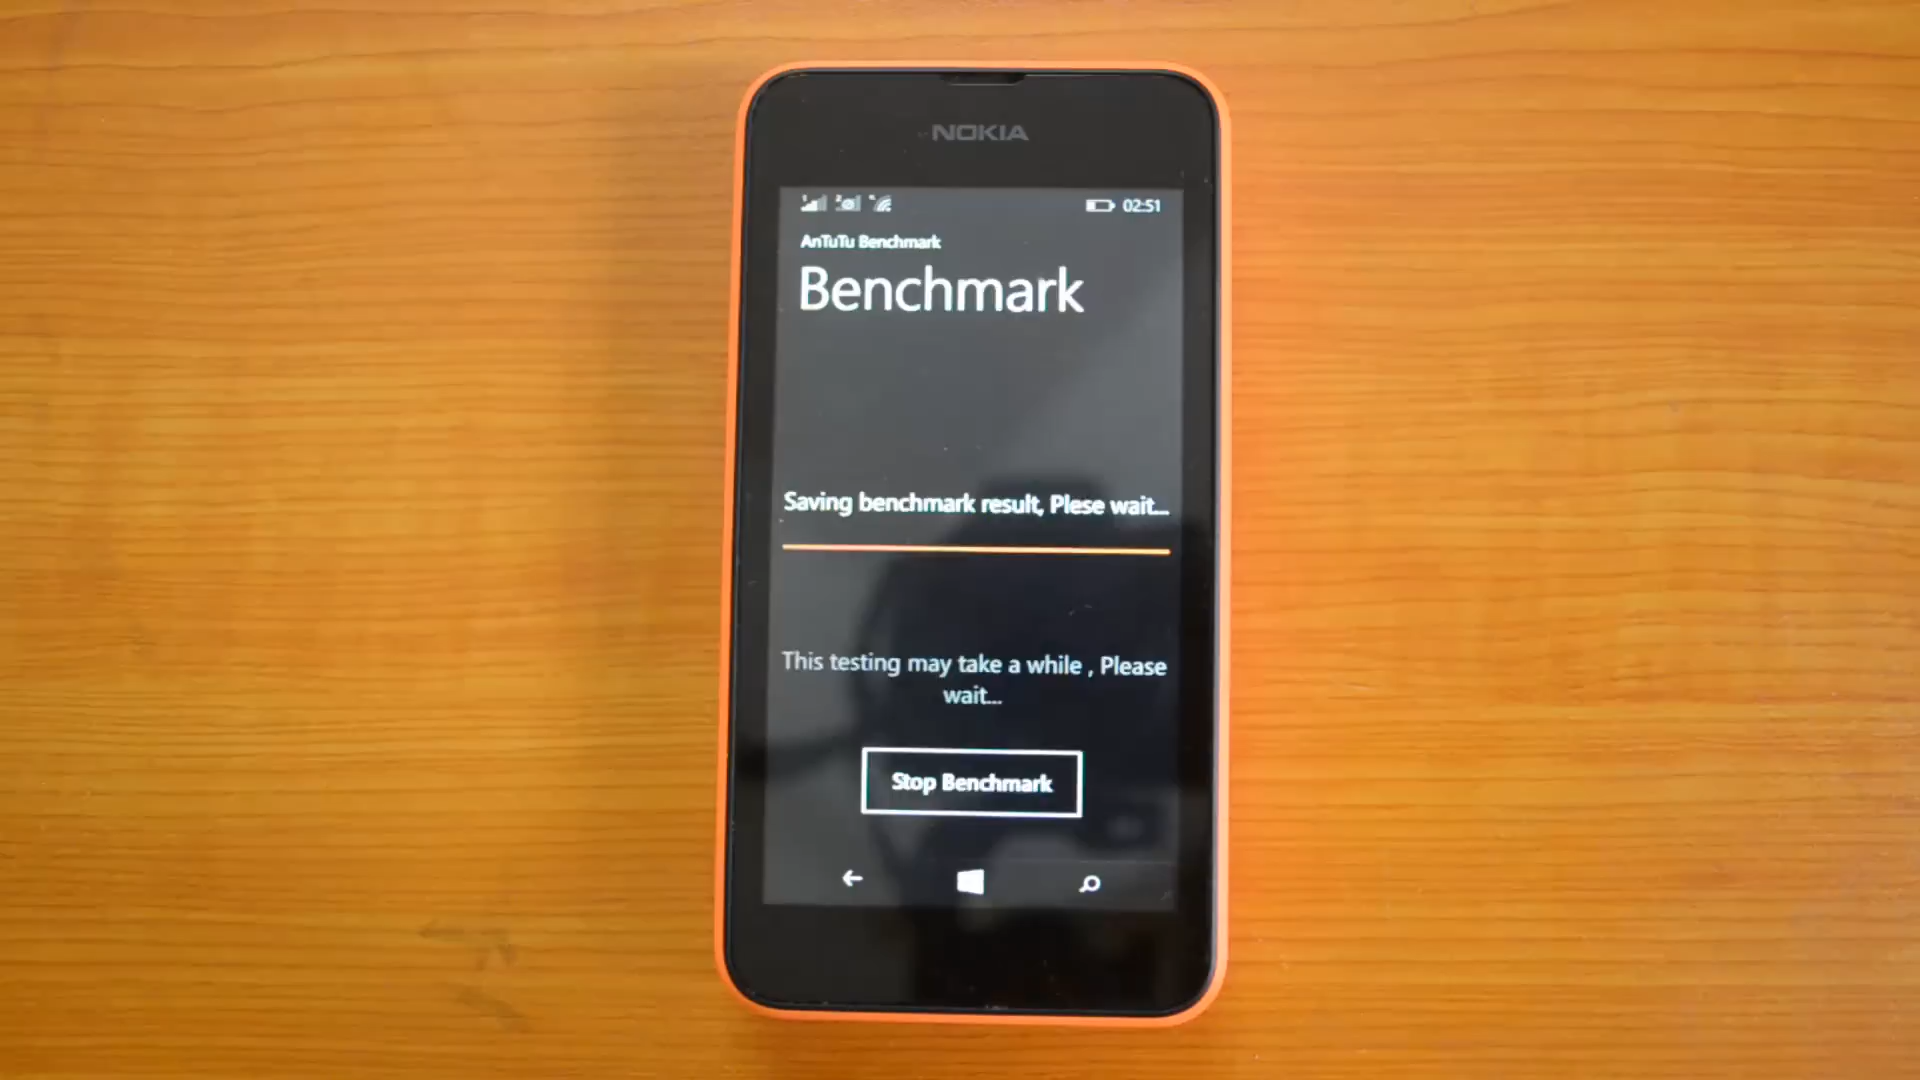 NOKIA
02:51
AnTuTu Benchmark
Benchmark
Saving benchmark result, Plese wait...
This testing may take a while , Please
wait...
Stop Benchmark